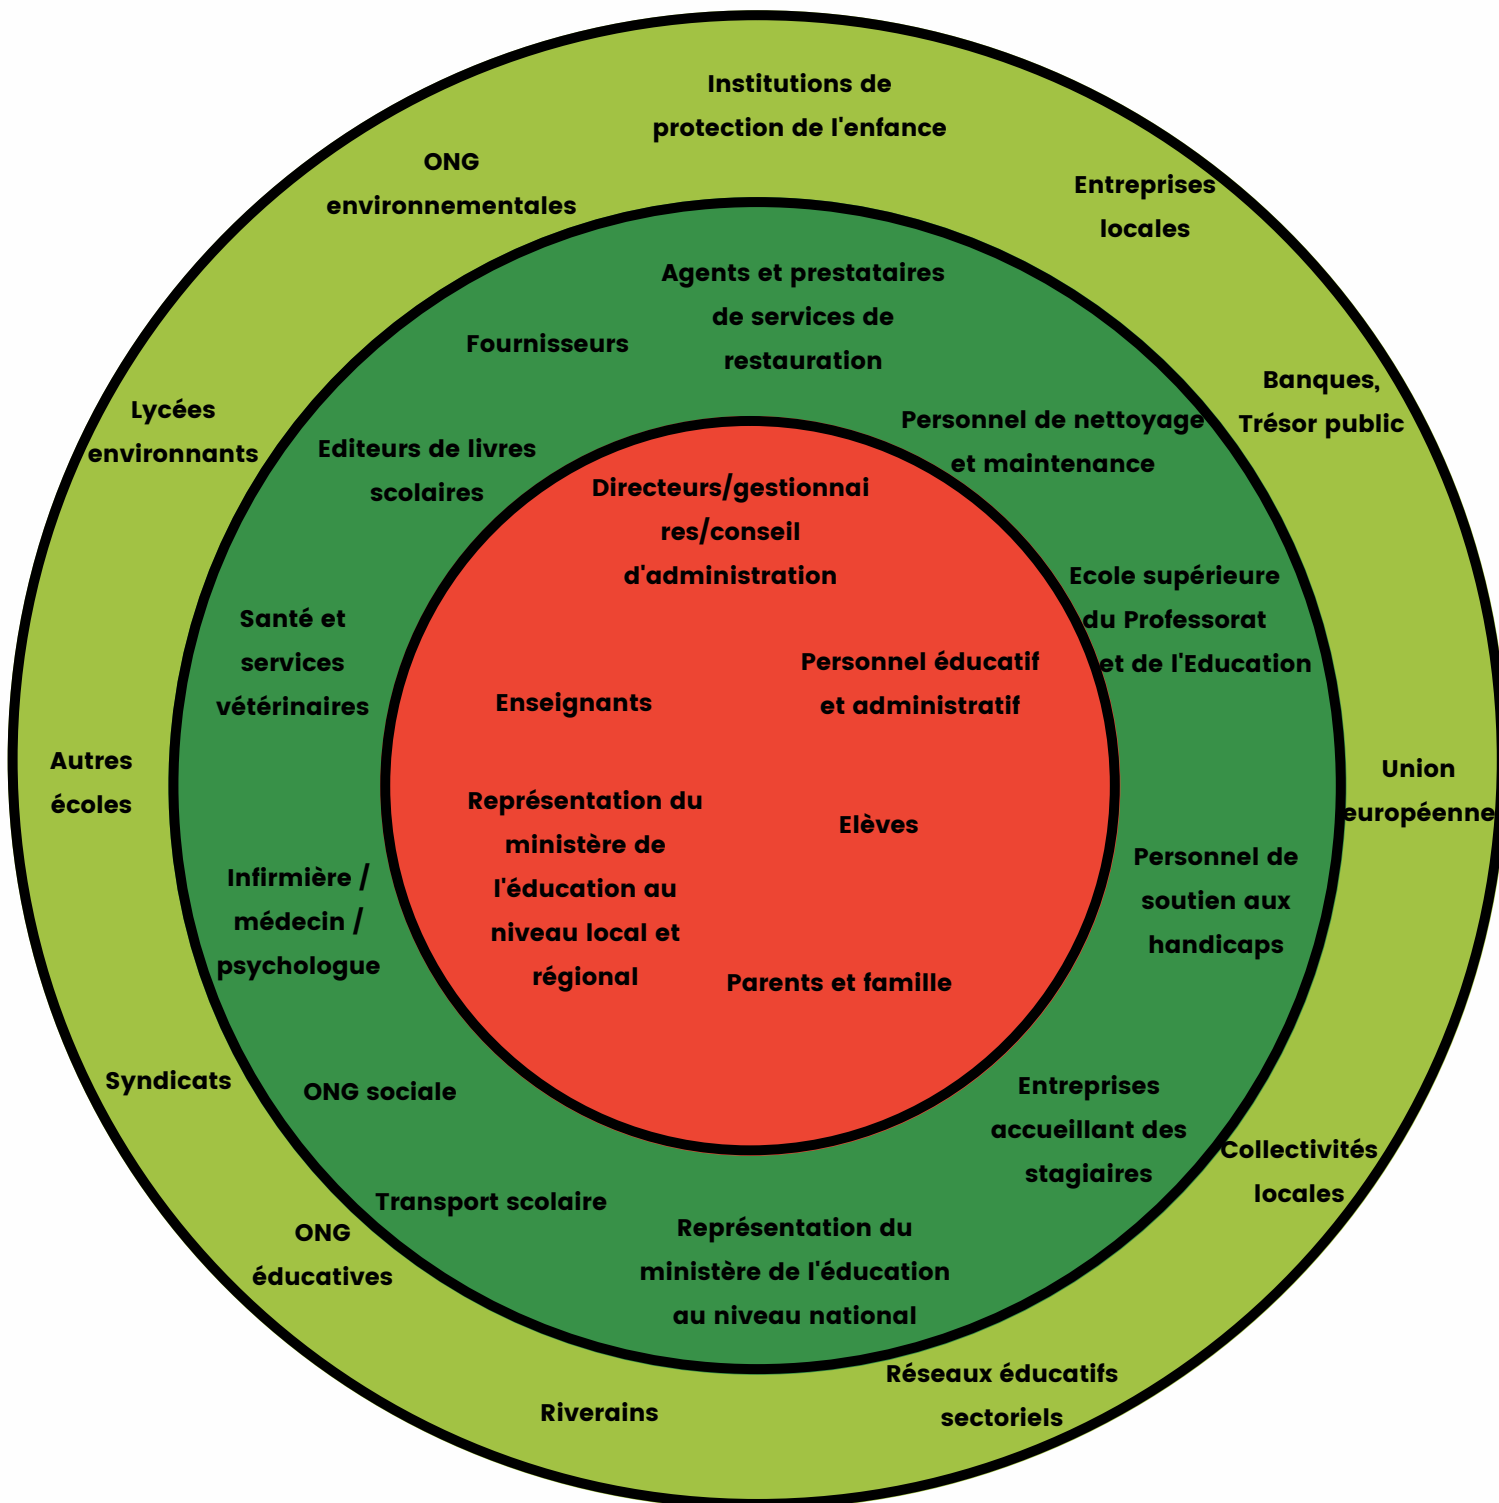 Institutions de
protection de l'enfance
ONG
environnementales
Entreprises
locales
Agents et prestataires
de services de
restauration
Fournisseurs
Banques,
Trésor public
Lycées
environnants
Personnel de nettoyage
et maintenance
Editeurs de livres
scolaires
Directeurs/gestionnai
res/conseil
d'administration
Ecole supérieure
du Professorat
et de l'Education
Santé et
services
vétérinaires
Personnel éducatif
et administratif
Enseignants
Autres
écoles
Union
européenne
Représentation du
ministère de
l'éducation au
niveau local et
régional
Elèves
Personnel de
soutien aux
handicaps
Infirmière /
médecin /
psychologue
Parents et famille
Syndicats
ONG sociale
Entreprises
accueillant des
stagiaires
Collectivités
locales
Transport scolaire
ONG
éducatives
Représentation du
ministère de l'éducation
au niveau national
Réseaux éducatifs
sectoriels
Riverains